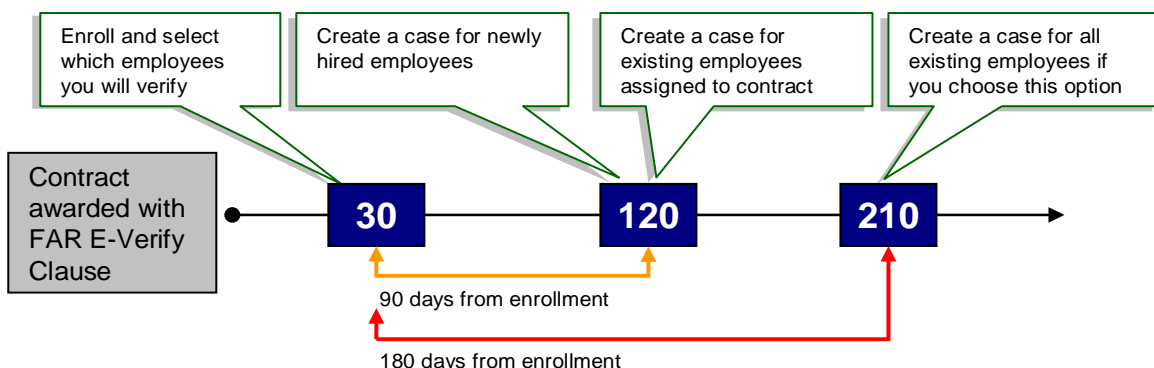 Enroll and select
which employees
you will verify
Create a case for newly
hired employees
Create a case for
existing employees
assigned to contract
Create a case for all
existing employees if
you choose this option
Contract
awarded with
FAR E-Verify
Clause
30
120
210
90 days from enrollment
180 days from enrollment